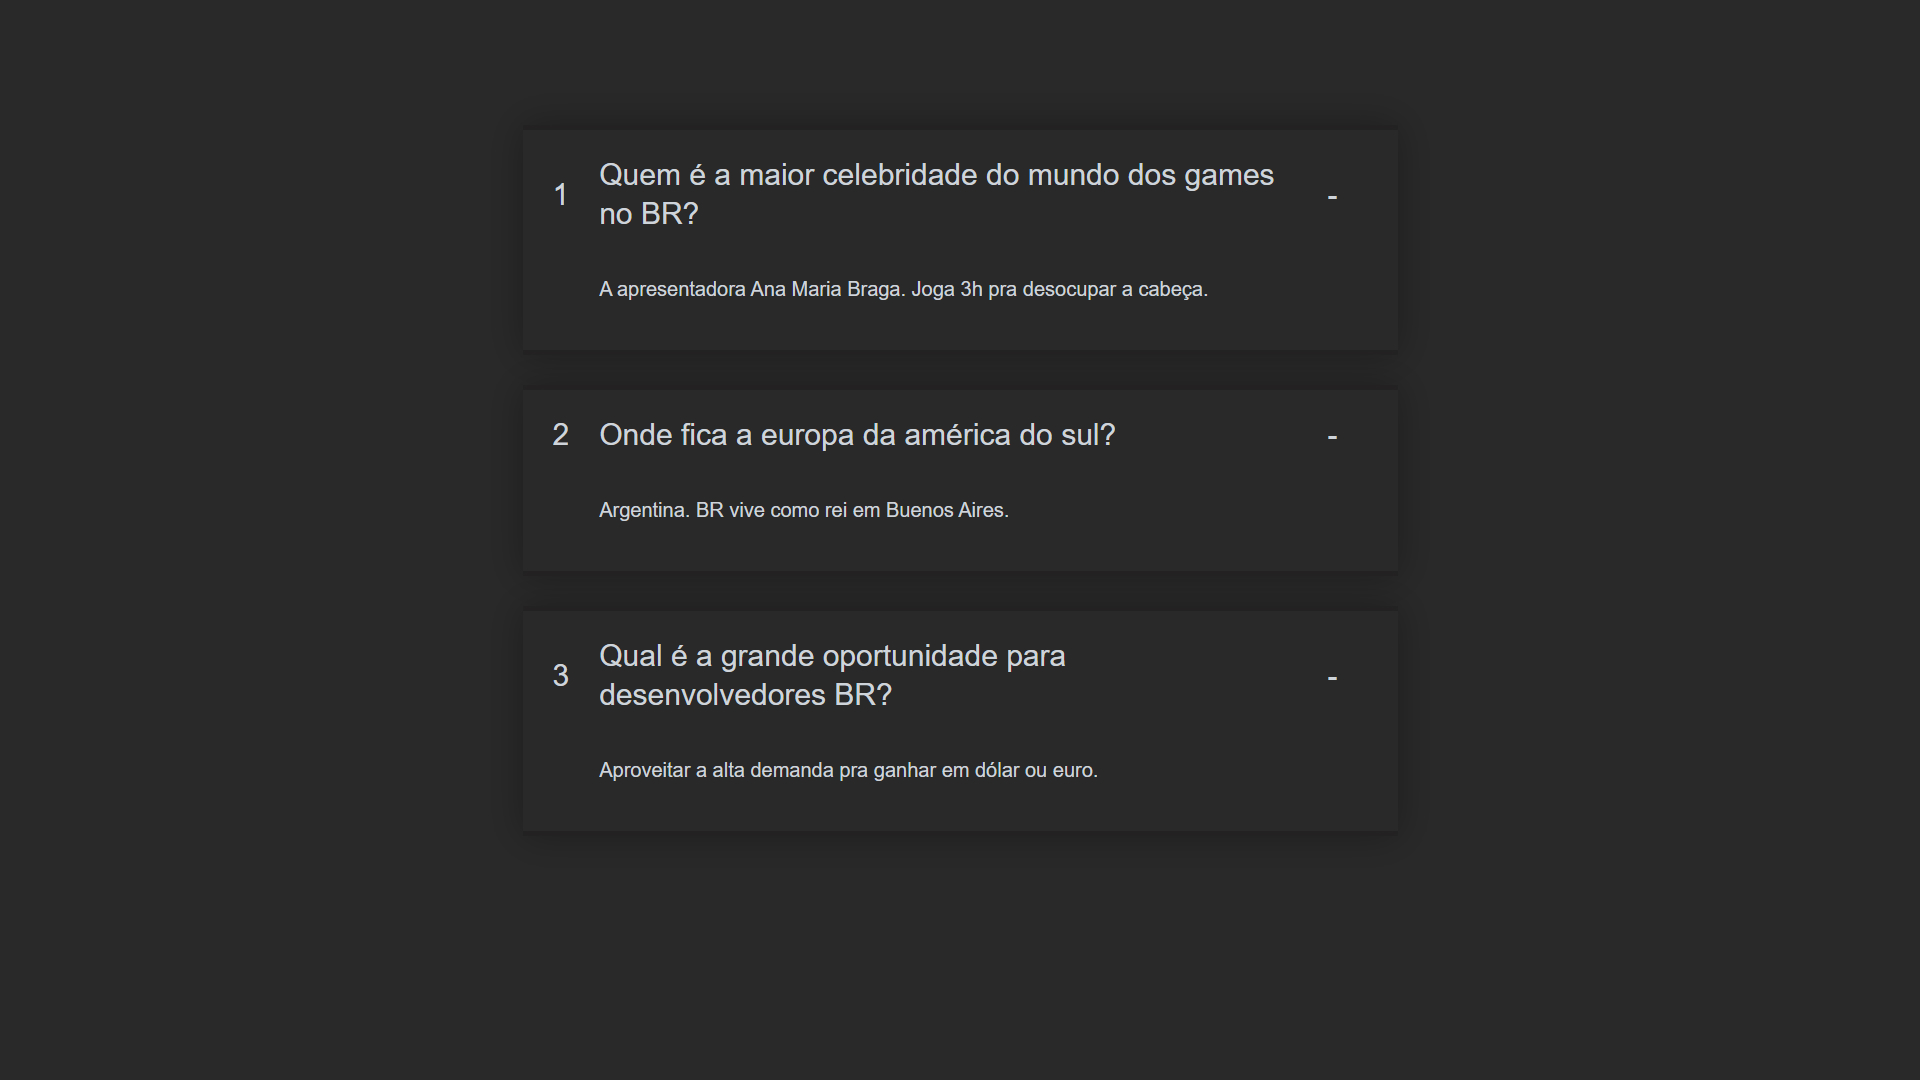 1
Quem é a maior celebridade do mundo dos games
no BR?
-
A apresentadora Ana Maria Braga. Joga 3h pra desocupar a cabeça.
2
Onde fica a europa da américa do sul?
-
Argentina. BR vive como rei em Buenos Aires.
3
Qual é a grande oportunidade para
desenvolvedores BR?
-
Aproveitar a alta demanda pra ganhar em dólar ou euro.